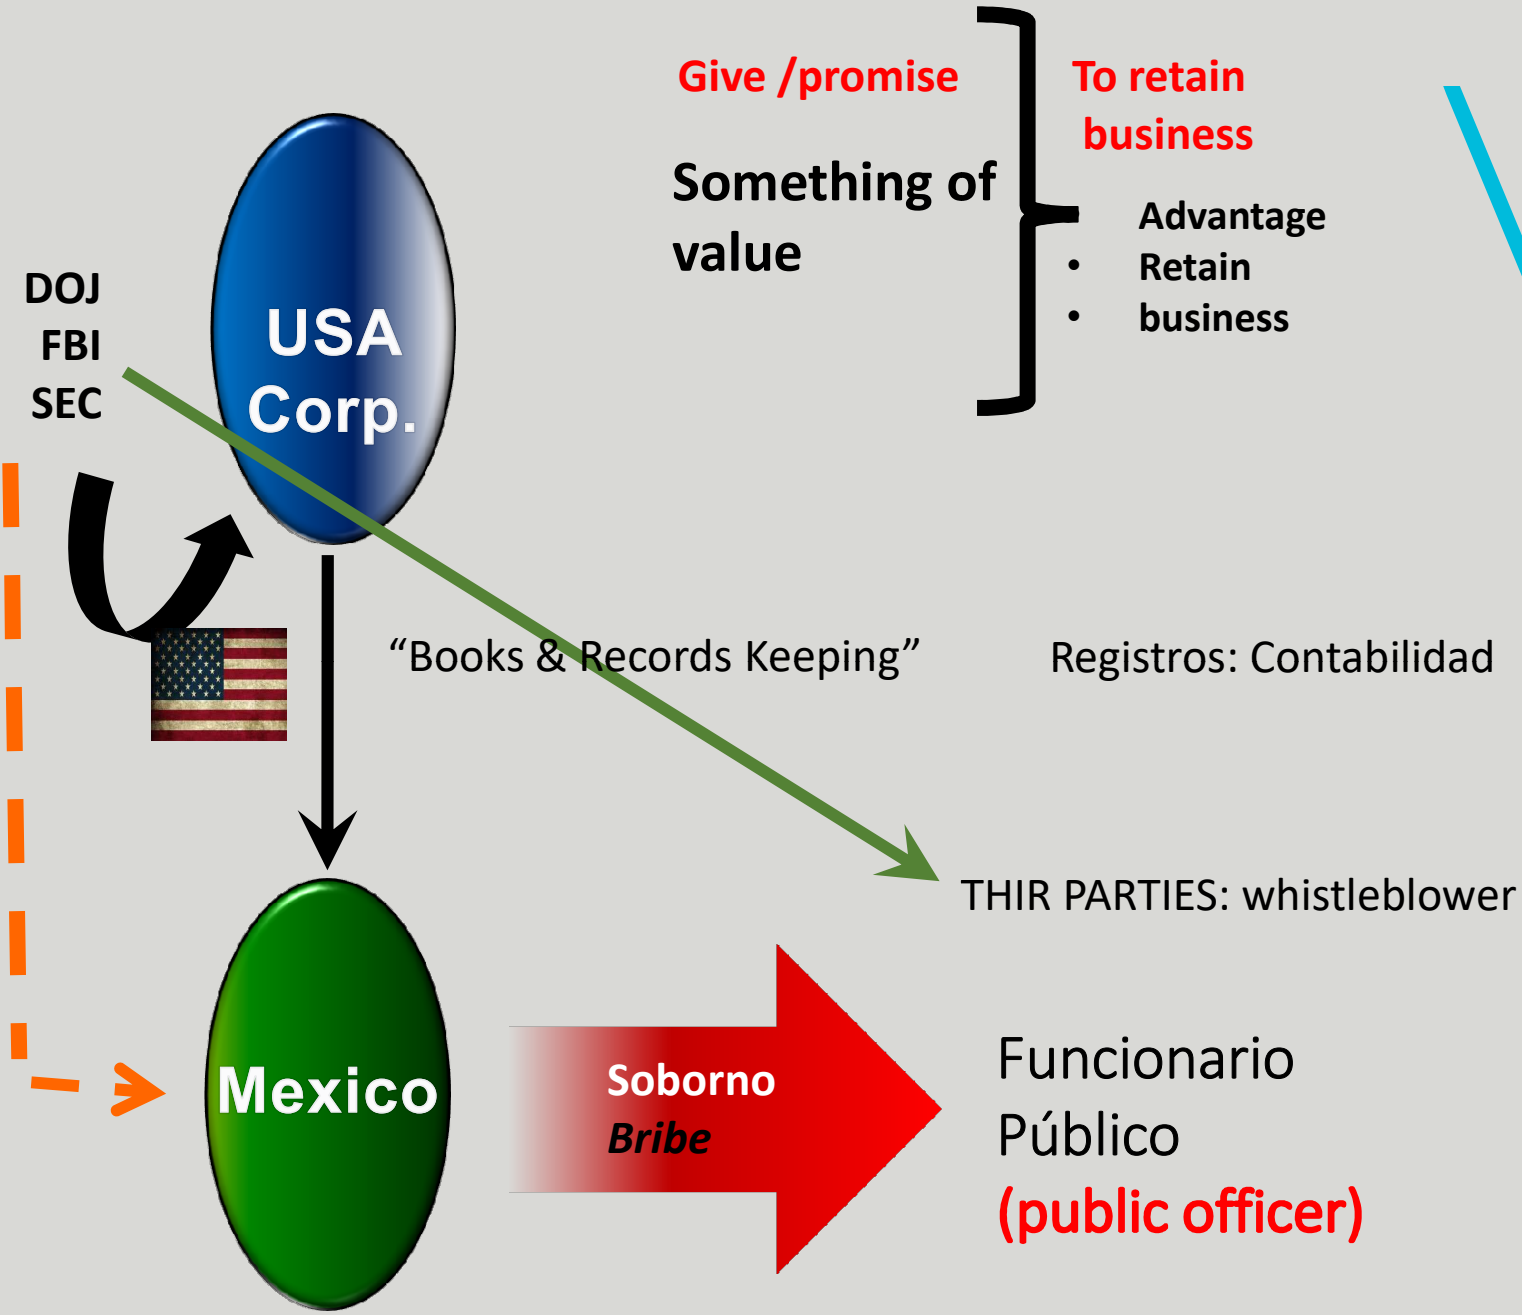 Give /promise
Something of
value
To retain
business
Advantage
• Retain
• business
DOJ
FBI
SEC
USA
Corp.
“Books & Records Keeping”
Registros: Contabilidad
THIR PARTIES: whistleblower
Mexico
Soborno
Bribe
Funcionario
Público
(public officer)